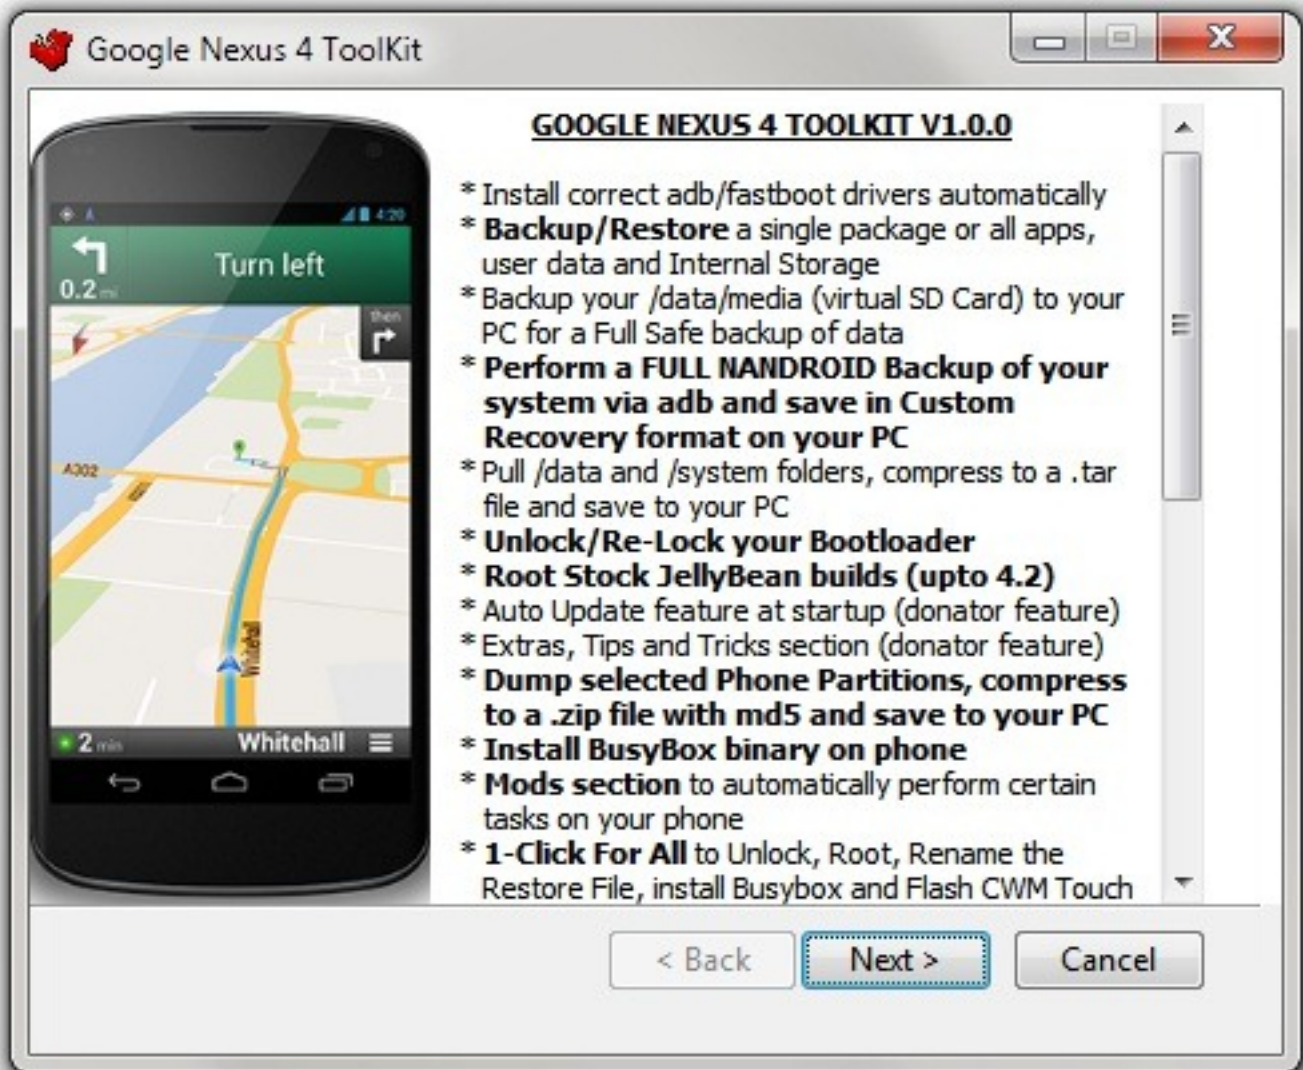 Google Nexus 4 ToolKit
4:20
Turn left
0.2 mi
then
A302
Whitehall
2 min
Whitehall
GOOGLE NEXUS 4 TOOLKIT V1.0.0
* Install correct adb/fastboot drivers automatically
* Backup/Restore a single package or all apps,
user data and Internal Storage
* Backup your /data/media (virtual SD Card) to your
PC for a Full Safe backup of data
* Perform a FULL NANDROID Backup of your
system via adb and save in Custom
Recovery format on your PC
* Pull /data and /system folders, compress to a .tar
file and save to your PC
* Unlock/Re-Lock your Bootloader
* Root Stock JellyBean builds (upto 4.2)
* Auto Update feature at startup (donator feature)
* Extras, Tips and Tricks section (donator feature)
* Dump selected Phone Partitions, compress
to a .zip file with md5 and save to your PC
* Install BusyBox binary on phone
* Mods section to automatically perform certain
tasks on your phone
* 1-Click For All to Unlock, Root, Rename the
Restore File, install Busybox and Flash CWM Touch
< Back
Next >
Cancel